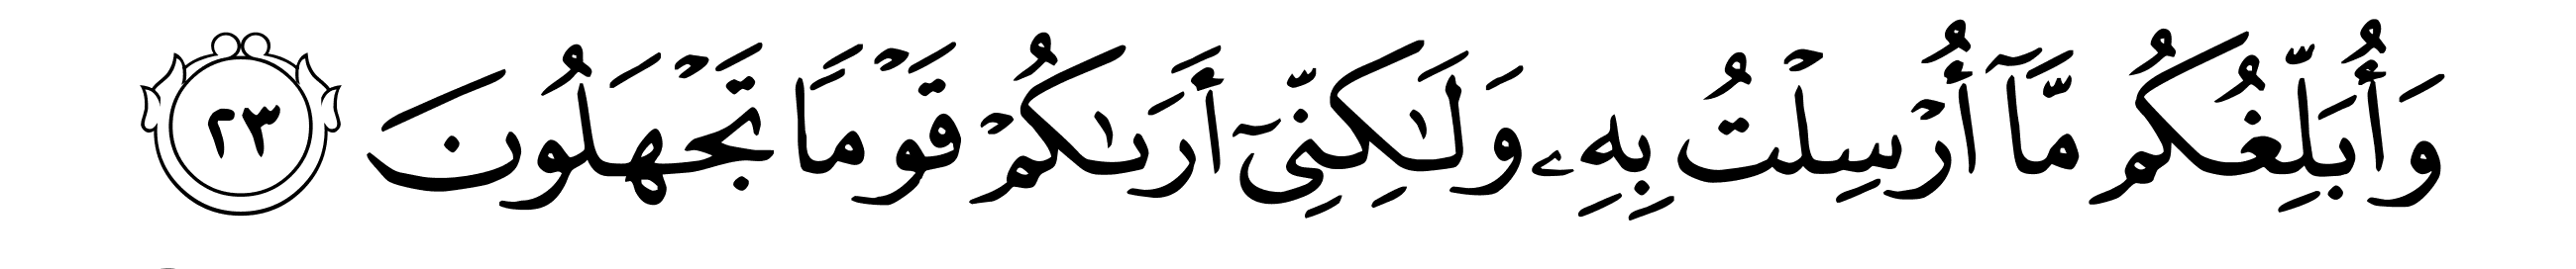 وَأُبَلِّغُكُم مَّآ أُرْسِلْتُ بِهِۦ وَلَـٰكِنِّىٓ أَرَىٰكُمْ قَوْمًا تَجْهَلُونَ ٢٣